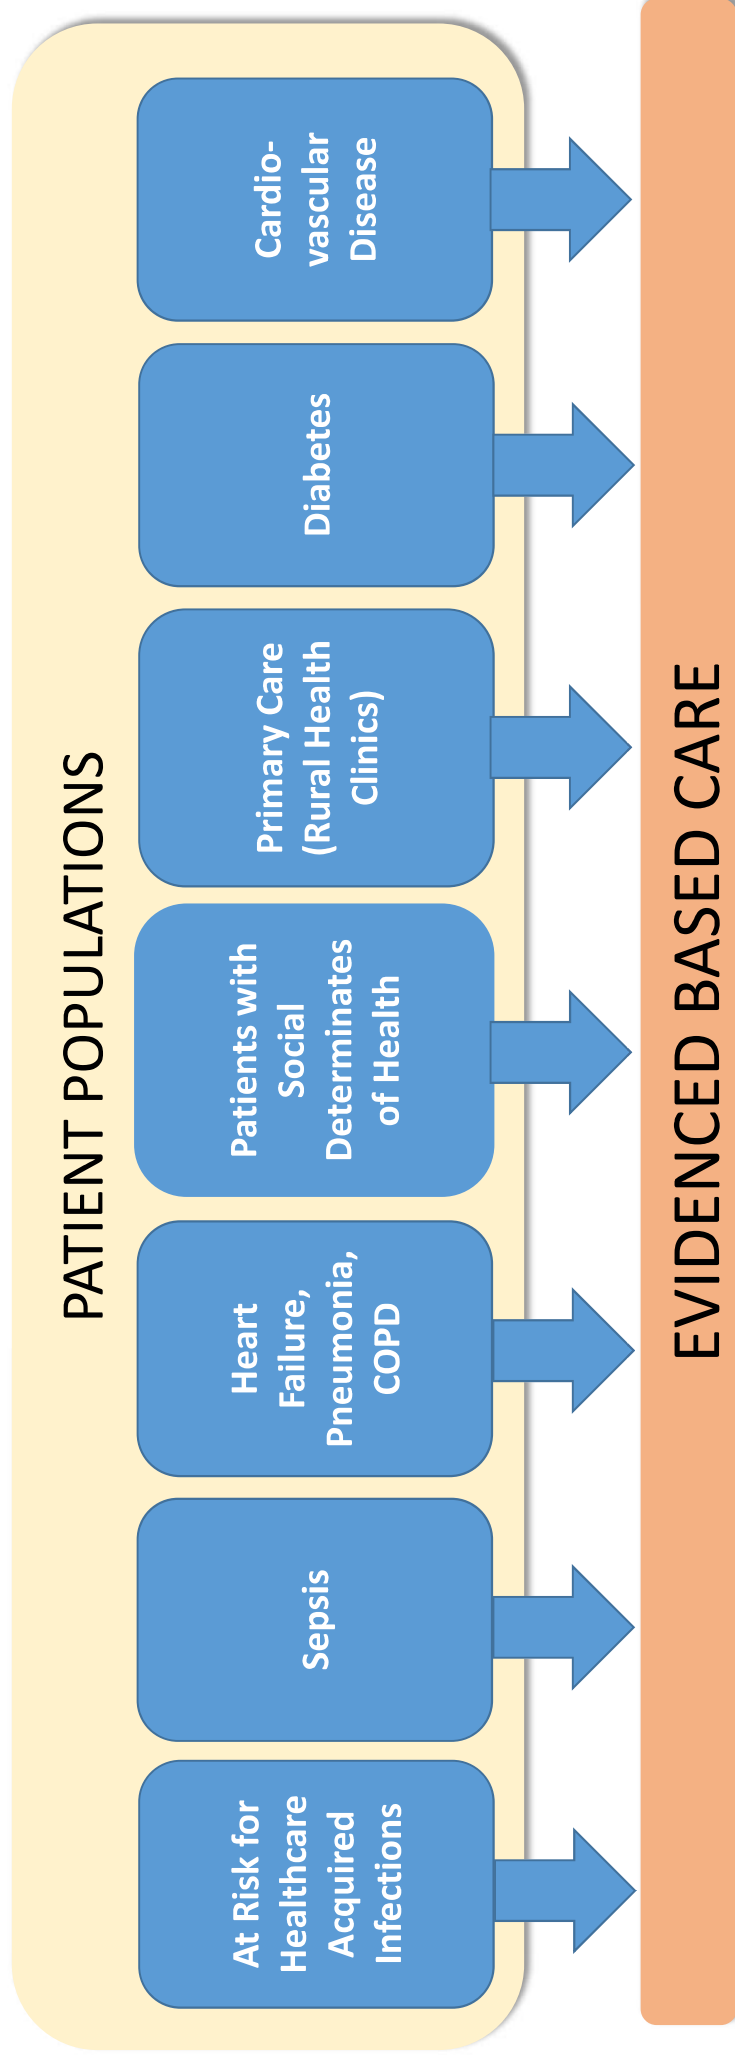 PATIENT POPULATIONS
At Risk for
Healthcare
Acquired
Infections
Sepsis
Heart
Failure,
Pneumonia,
COPD
Patients with
Social
Determinates
of Health
Primary Care
(Rural Health
Clinics)
Diabetes
Cardio-
vascular
Disease
EVIDENCED BASED CARE